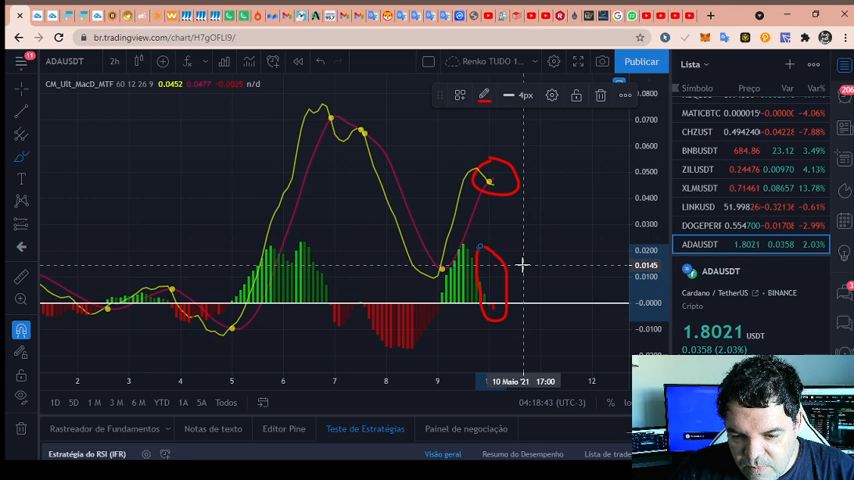 br.tradingview.com/chart/H7gOFLI9/
11
ADAUSDT
2h
Renko TUDO 1...
Publicar
CM_Ult_MacD_MTF 60 12 26 9 0.0452 0.0477 -0.0025 n/d
4px
0.0800
0.0700
0.0600
0.0500
0.0400
0.0300
0.0200
0.0145
0.0100
-0.0000
-0.0100
2
3
4
5
6
7
8
9
10 Maio '21 17:00
12
1D 5D 1 M 3 M 6 M YTD 1A 5A Todos
04:18:43 (UTC-3)
%
Rastreador de Fundamentos
Notas de texto
Editor Pine
Teste de Estratégias
Painel de negociação
Estratégia do RSI (IFR)
Visão geral
Resumo do Desempenho
Lista
Símbolo Preço Var Var%
MATICBTC -4.06%
CHZUST -7.88%
BNBUSDT 684.86 23.12 3.49%
ZILUSDT 0.24476 0.00970 4.13%
XLMUSDT 0.71461 0.08657 13.78%
LINKUSD -0.61%
DOGEPERF -2.99%
ADAUSDT 1.8021 0.0358 2.03%
206
ADAUSDT
Cardano / TetherUS • BINANCE
Cripto
1.8021 USDT
0.0358 (2.03%)